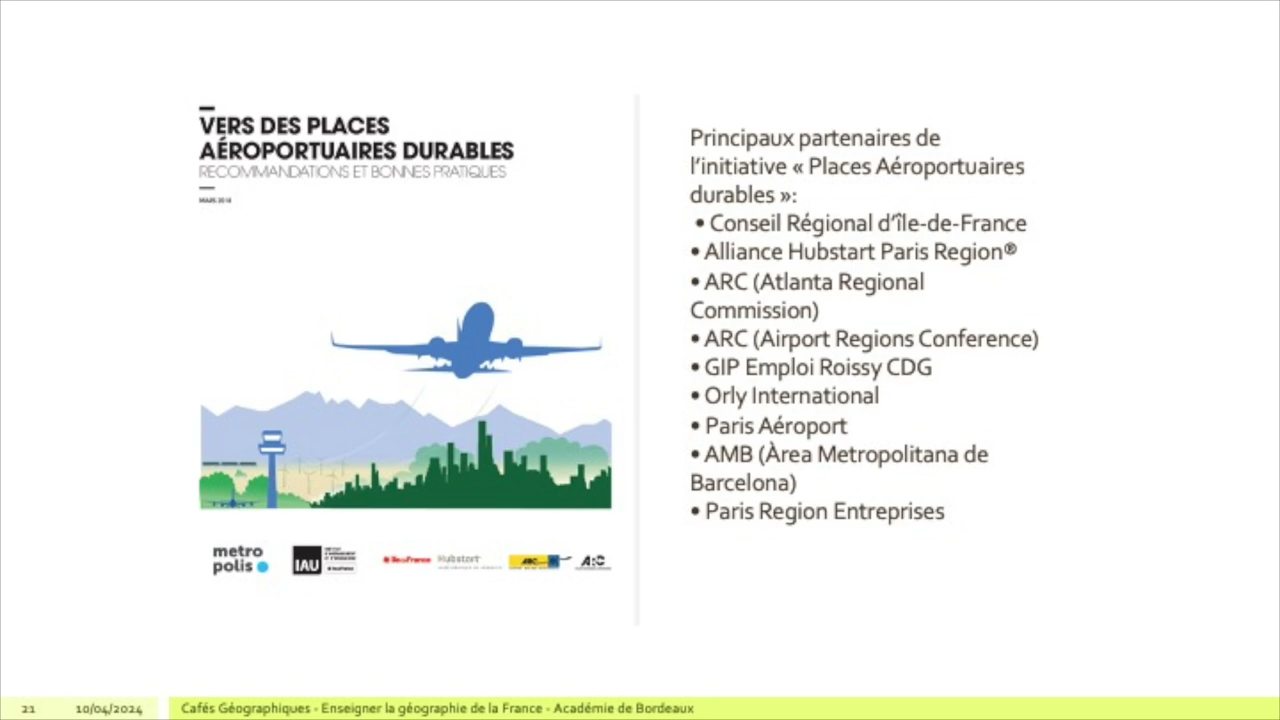 VERS DES PLACES
AÉROPORTUAIRES DURABLES
RECOMMANDATIONS ET BONNES PRATIQUES
metro
polis
IAU
îledeFrance
Hubstart
ARC
Principaux partenaires de
l'initiative « Places Aéroportuaires
durables »:
• Conseil Régional d'île-de-France
• Alliance Hubstart Paris Region®
• ARC (Atlanta Regional
Commission)
• ARC (Airport Regions Conference)
• GIP Emploi Roissy CDG
• Orly International
• Paris Aéroport
• AMB (Àrea Metropolitana de
Barcelona)
• Paris Region Entreprises
21 10/04/2024 Cafés Géographiques - Enseigner la géographie de la France - Académie de Bordeaux